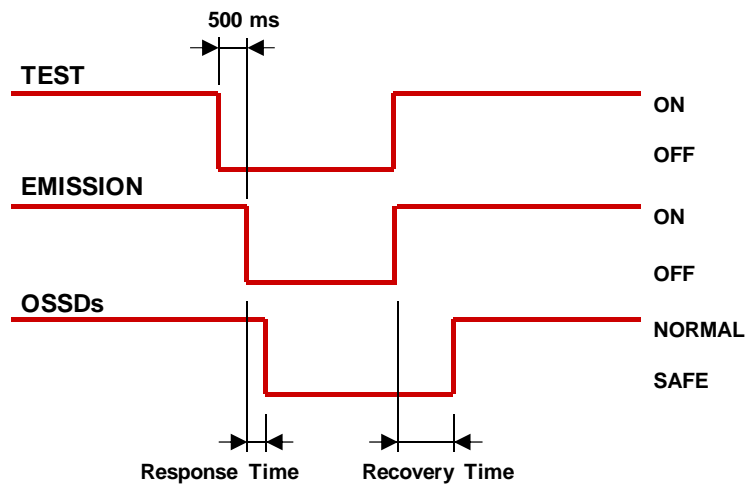 500 ms
TEST
ON
OFF
EMISSION
ON
OFF
OSSDs
NORMAL
SAFE
Response Time
Recovery Time